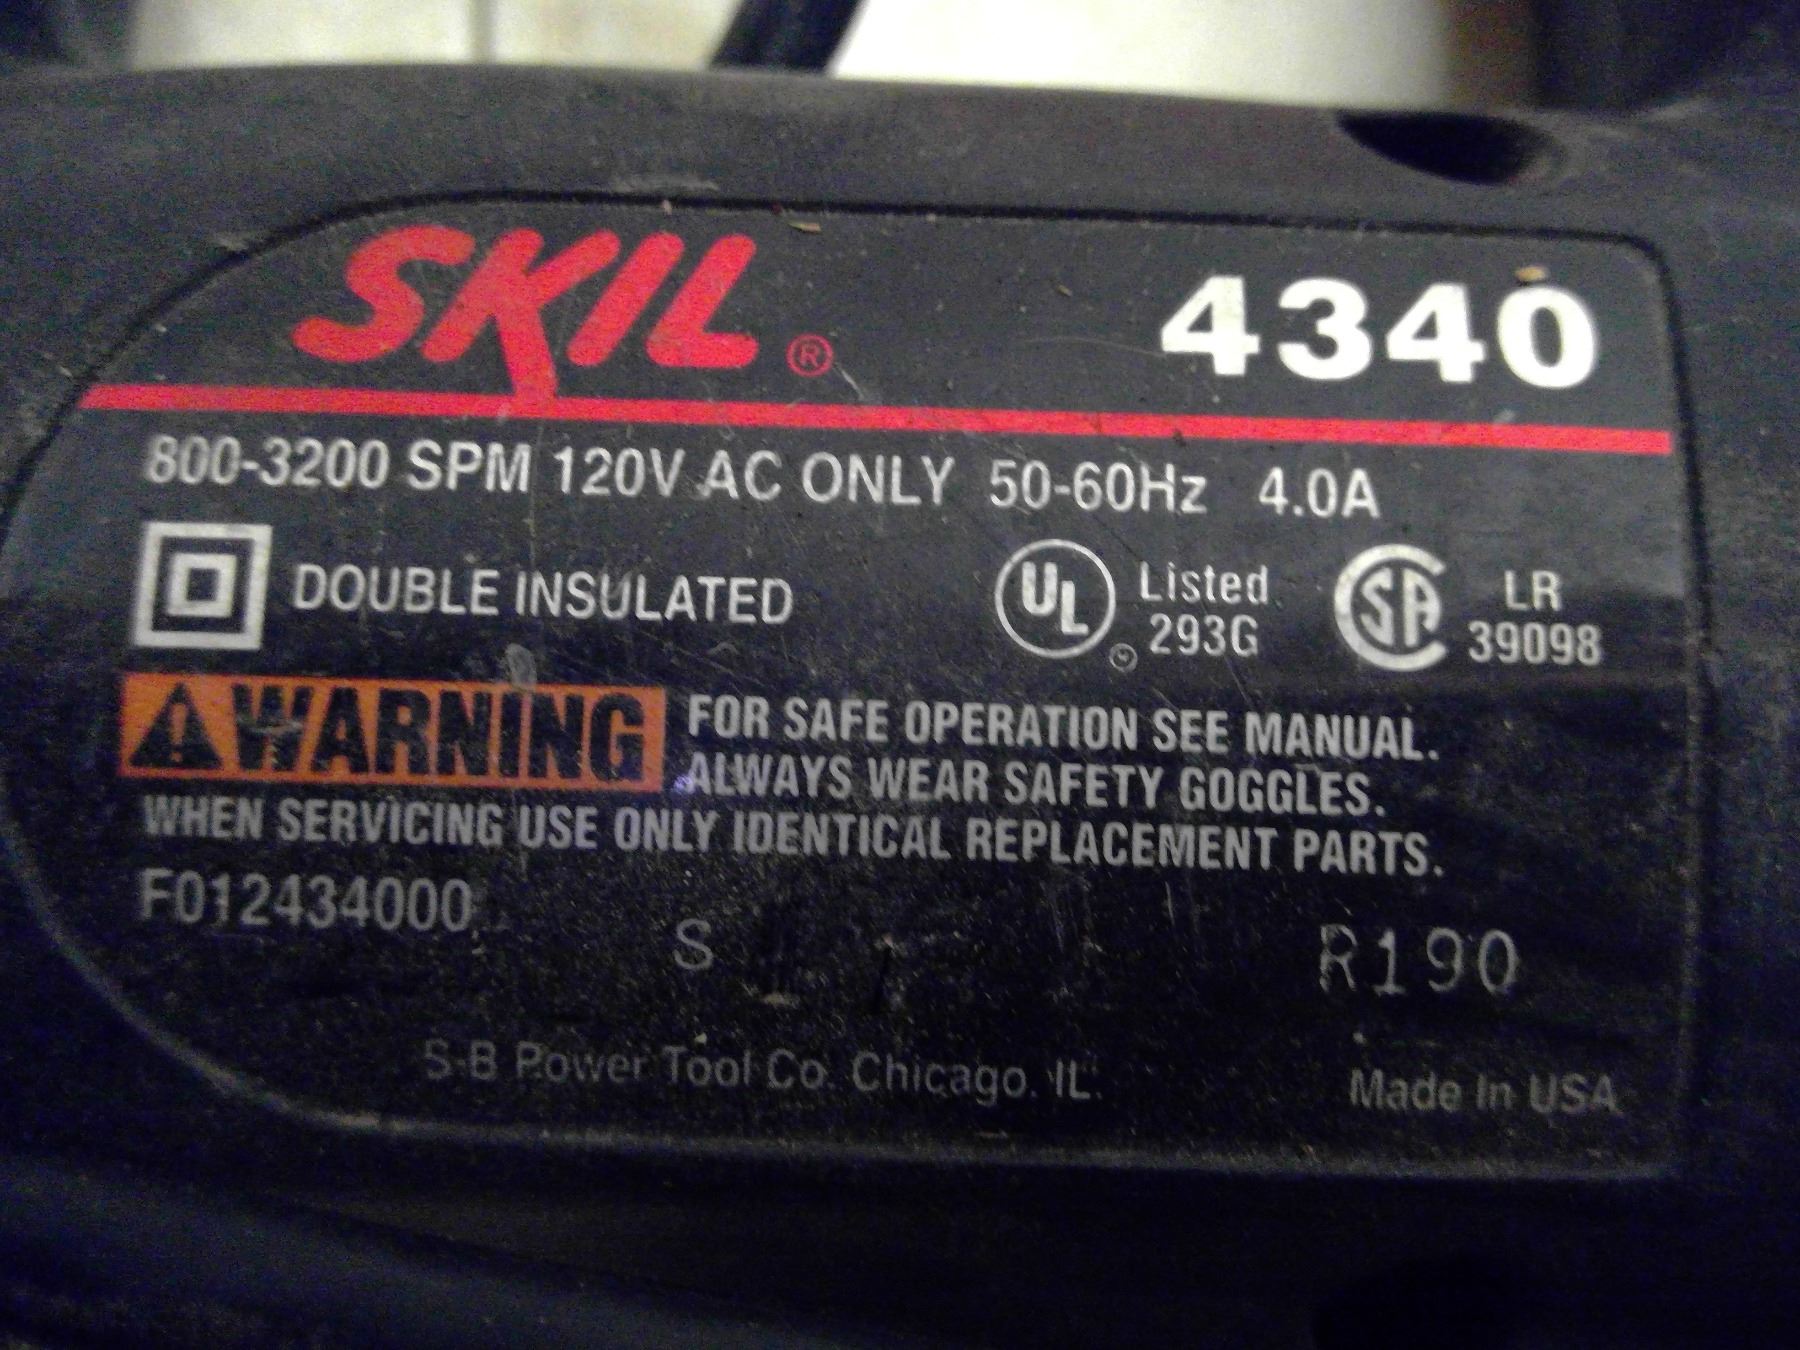 SKIL® 4340
800-3200 SPM 120V AC ONLY 50-60Hz 4.0A
DOUBLE INSULATED UL Listed 293G CSA LR 39098
WARNING FOR SAFE OPERATION SEE MANUAL.
ALWAYS WEAR SAFETY GOGGLES.
WHEN SERVICING USE ONLY IDENTICAL REPLACEMENT PARTS.
F012434000
S R190
S-B Power Tool Co. Chicago. IL. Made In USA